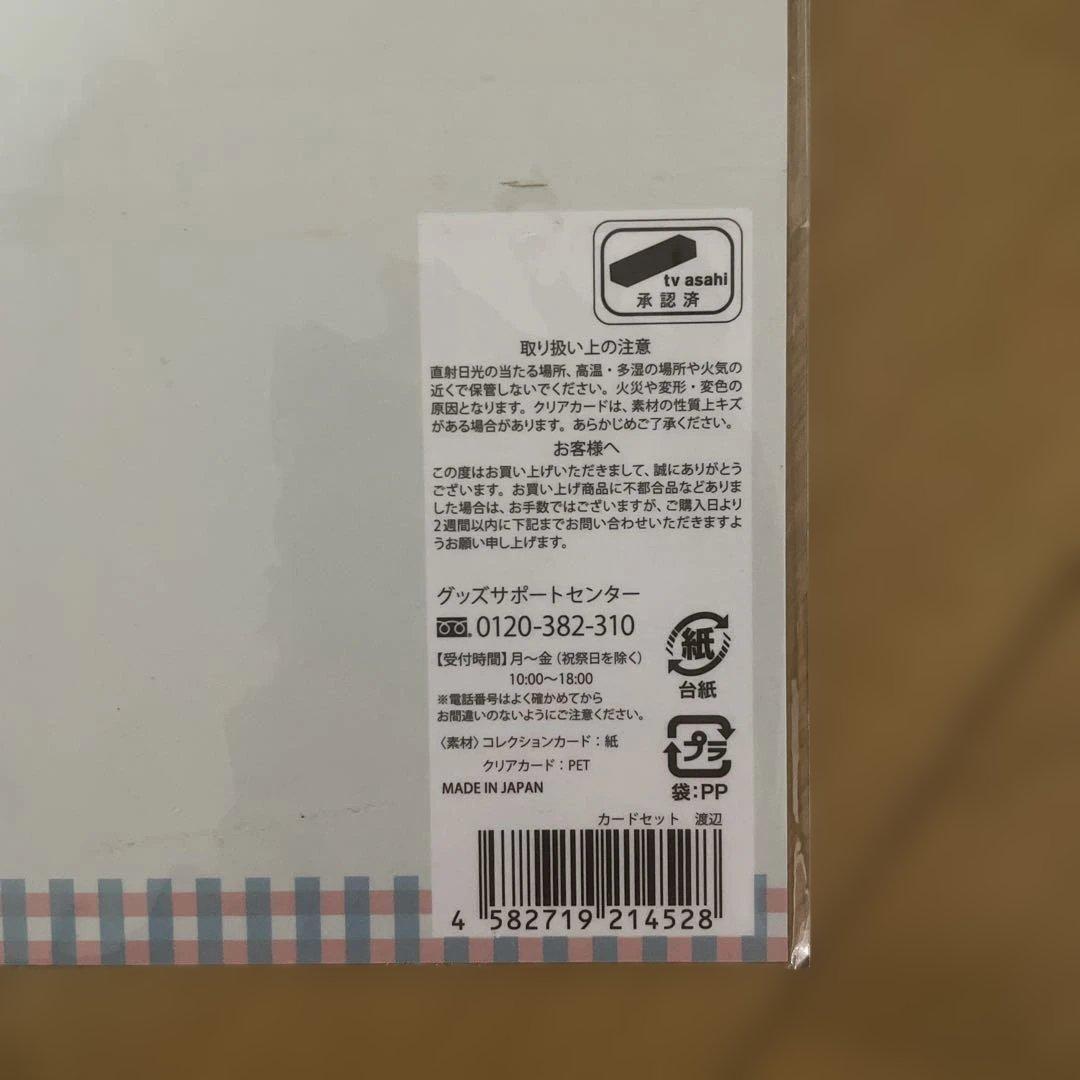 tv asahi
承認済
取り扱い上の注意
直射日光の当たる場所、高温・多湿の場所や火気の
近くで保管しないでください。火災や変形・変色の
原因となります。クリアカードは、素材の性質上キズ
がある場合があります。あらかじめご了承ください。
お客様へ
この度はお買い上げいただきまして、誠にありがとう
ございます。お買い上げ商品に不都合品などありま
した場合は、お手数ではございますが、ご購入日より
2週間以内に下記までお問い合わせいただきますよ
うお願い申し上げます。
グッズサポートセンター
0120-382-310
【受付時間】月〜金(祝祭日を除く)
10:00〜18:00
※電話番号はよく確かめてから
お間違いのないようにご注意ください。
〈素材〉コレクションカード:紙
クリアカード:PET
MADE IN JAPAN
紙
台紙
プラ
袋:PP
カードセット 渡辺
4 582719 214528